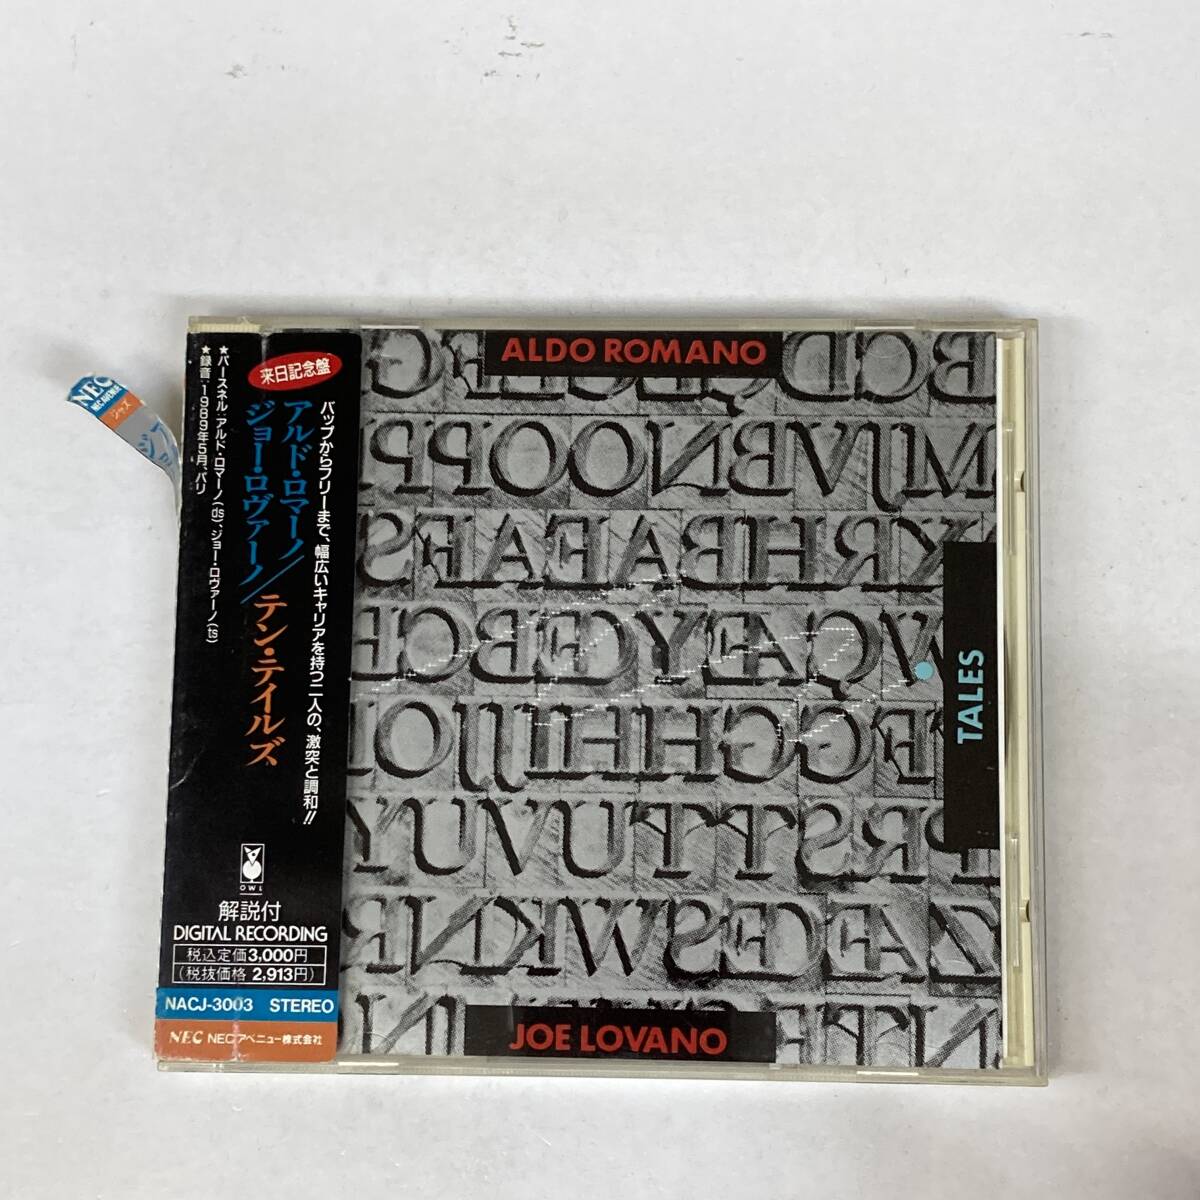 来日記念盤
バップからフリーまで、幅広いキャリアを持つ二人の、激突と調和!!
アルド・ロマーノ/
ジョー・ロヴァーノ/テン・テイルズ
★パースネル:アルド・ロマーノ(ds)、ジョー・ロヴァーノ(ts)
★録音:1989年5月、パリ
OWL
解説付
DIGITAL RECORDING
税込定価3,000円
(税抜価格 2,913円)
NACJ-3003 STEREO
NEC NECアベニュー株式会社
NEC
NEC AVENUE
ジャズ
ALDO ROMANO
TALES
JOE LOVANO